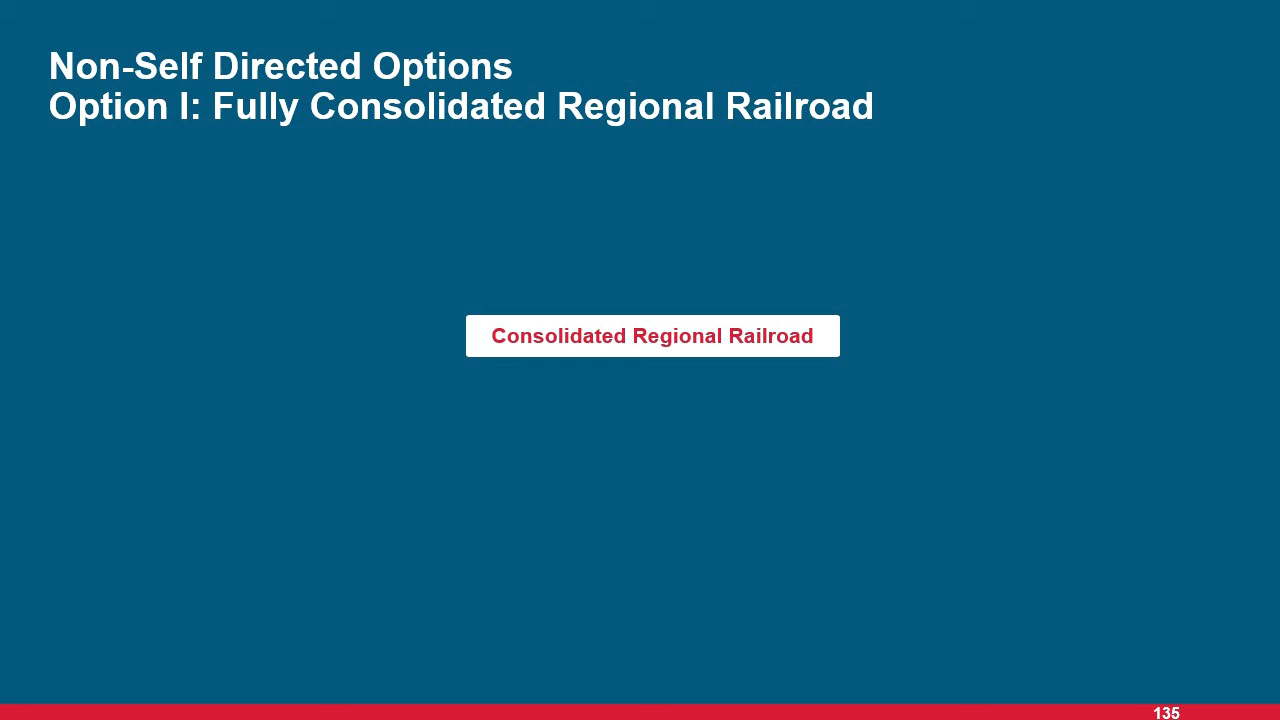 Non-Self Directed Options
Option I: Fully Consolidated Regional Railroad
Consolidated Regional Railroad
135